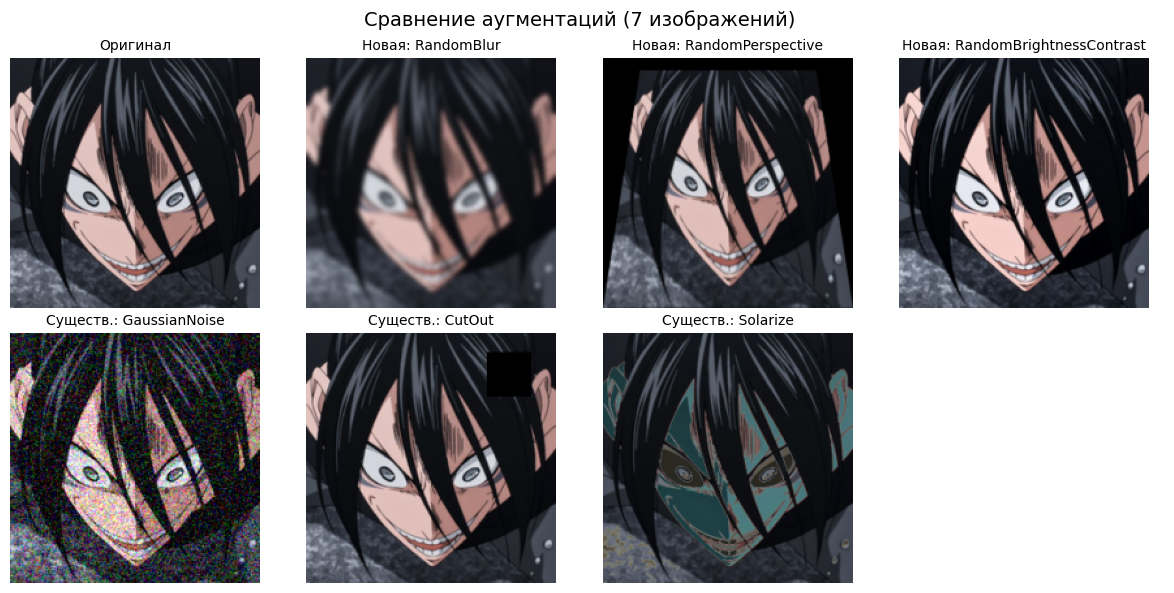 Сравнение аугментаций (7 изображений)
Оригинал
Новая: RandomBlur
Новая: RandomPerspective
Новая: RandomBrightnessContrast
Существ.: GaussianNoise
Существ.: CutOut
Существ.: Solarize